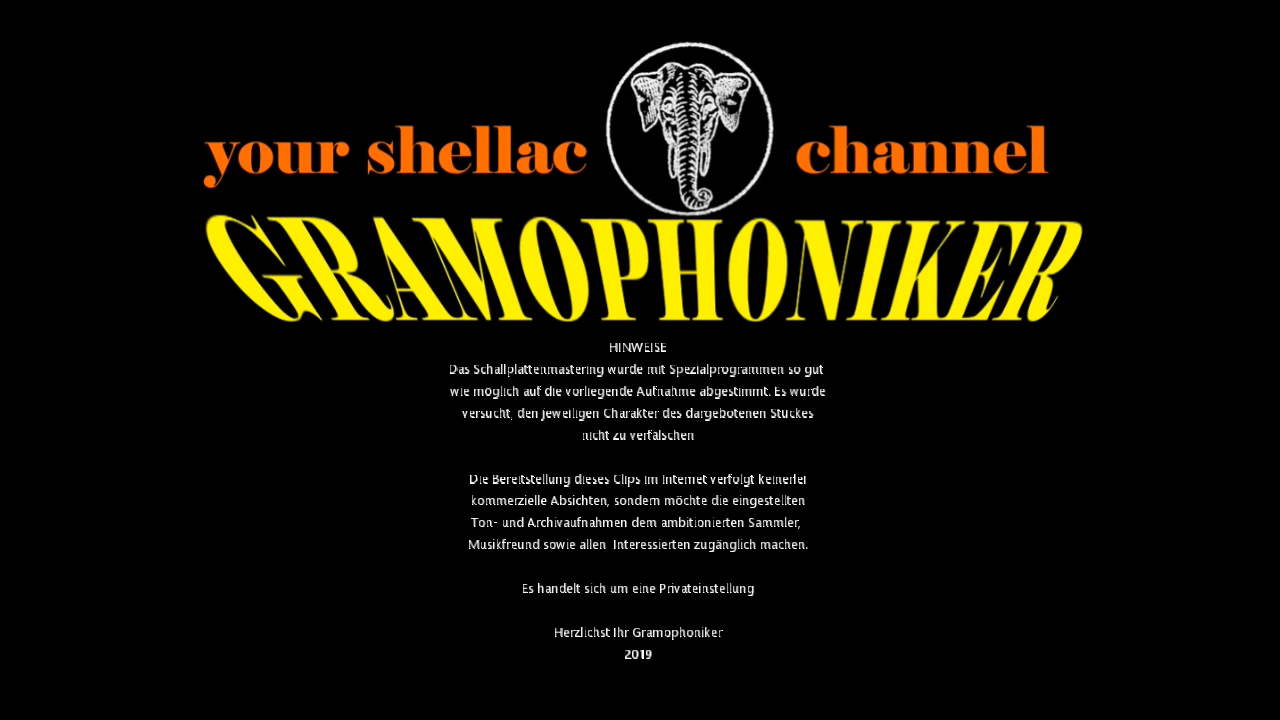 your shellac channel
GRAMOPHONIKER
HINWEISE
Das Schallplattenmastering wurde mit Spezialprogrammen so gut
wie möglich auf die vorliegende Aufnahme abgestimmt. Es wurde
versucht, den jeweiligen Charakter des dargebotenen Stückes
nicht zu verfälschen
Die Bereitstellung dieses Clips im Internet verfolgt keinerlei
kommerzielle Absichten, sondern möchte die eingestellten
Ton- und Archivaufnahmen dem ambitionierten Sammler,
Musikfreund sowie allen Interessierten zugänglich machen.
Es handelt sich um eine Privateinstellung
Herzlichst Ihr Gramophoniker
2019